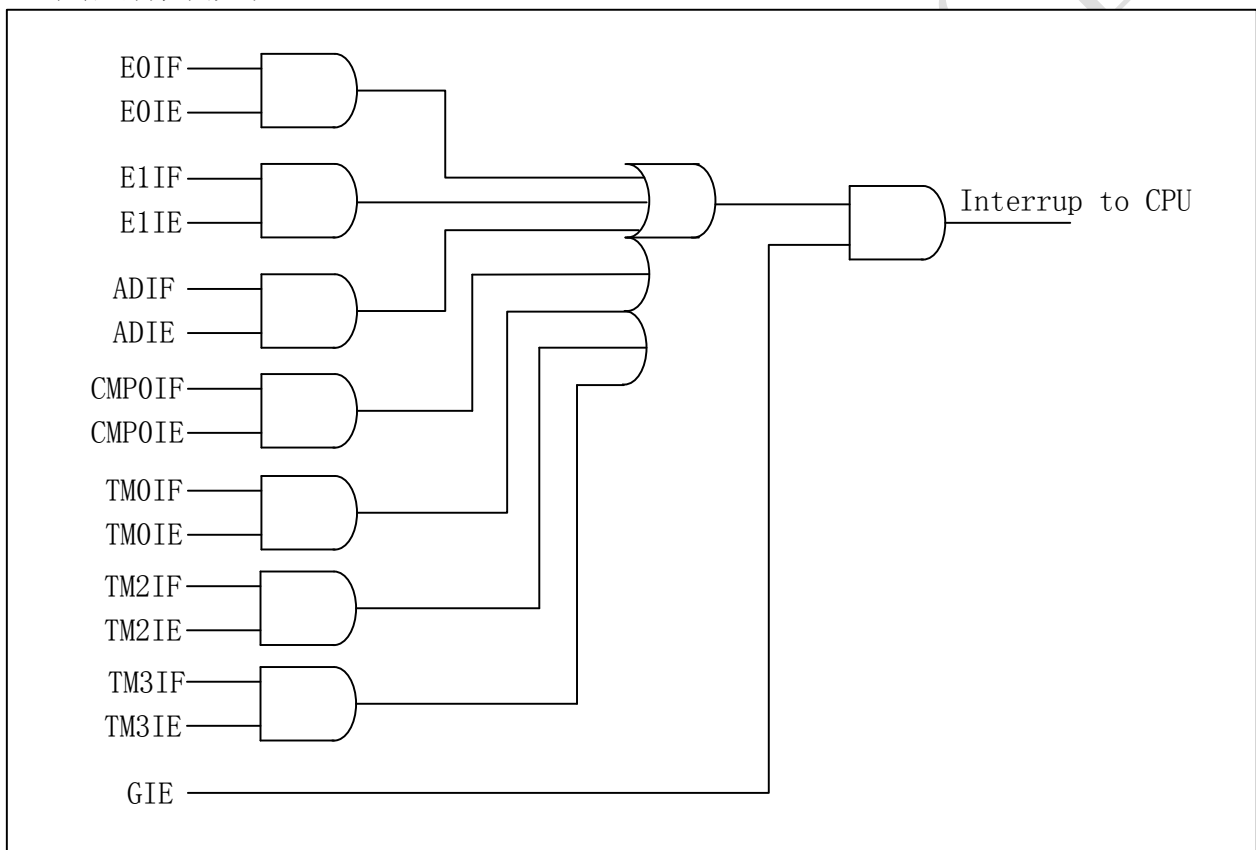 E0IF
E0IE
E1IF
E1IE
Interrup to CPU
ADIF
ADIE
CMP0IF
CMP0IE
TM0IF
TM0IE
TM2IF
TM2IE
TM3IF
TM3IE
GIE